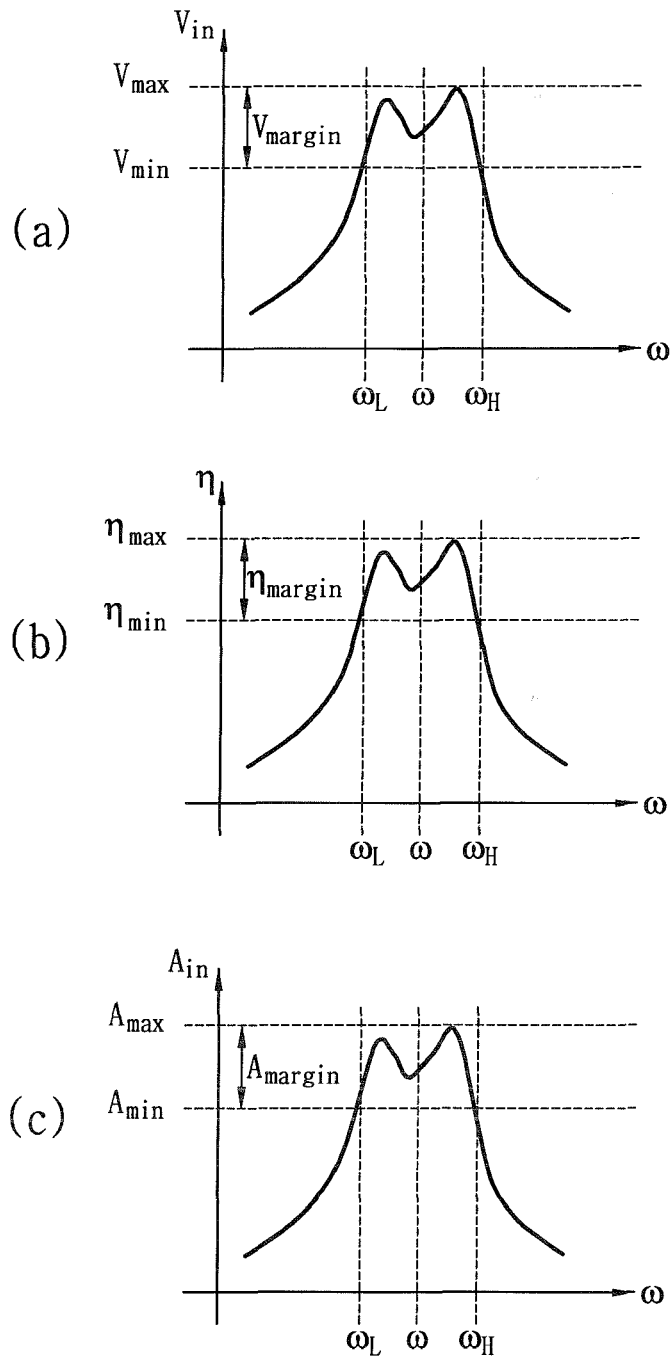 (a)
V_in
V_max
V_margin
V_min
ω
ω_L ω ω_H
(b)
η
η_max
η_margin
η_min
ω
ω_L ω ω_H
(c)
A_in
A_max
A_margin
A_min
ω
ω_L ω ω_H